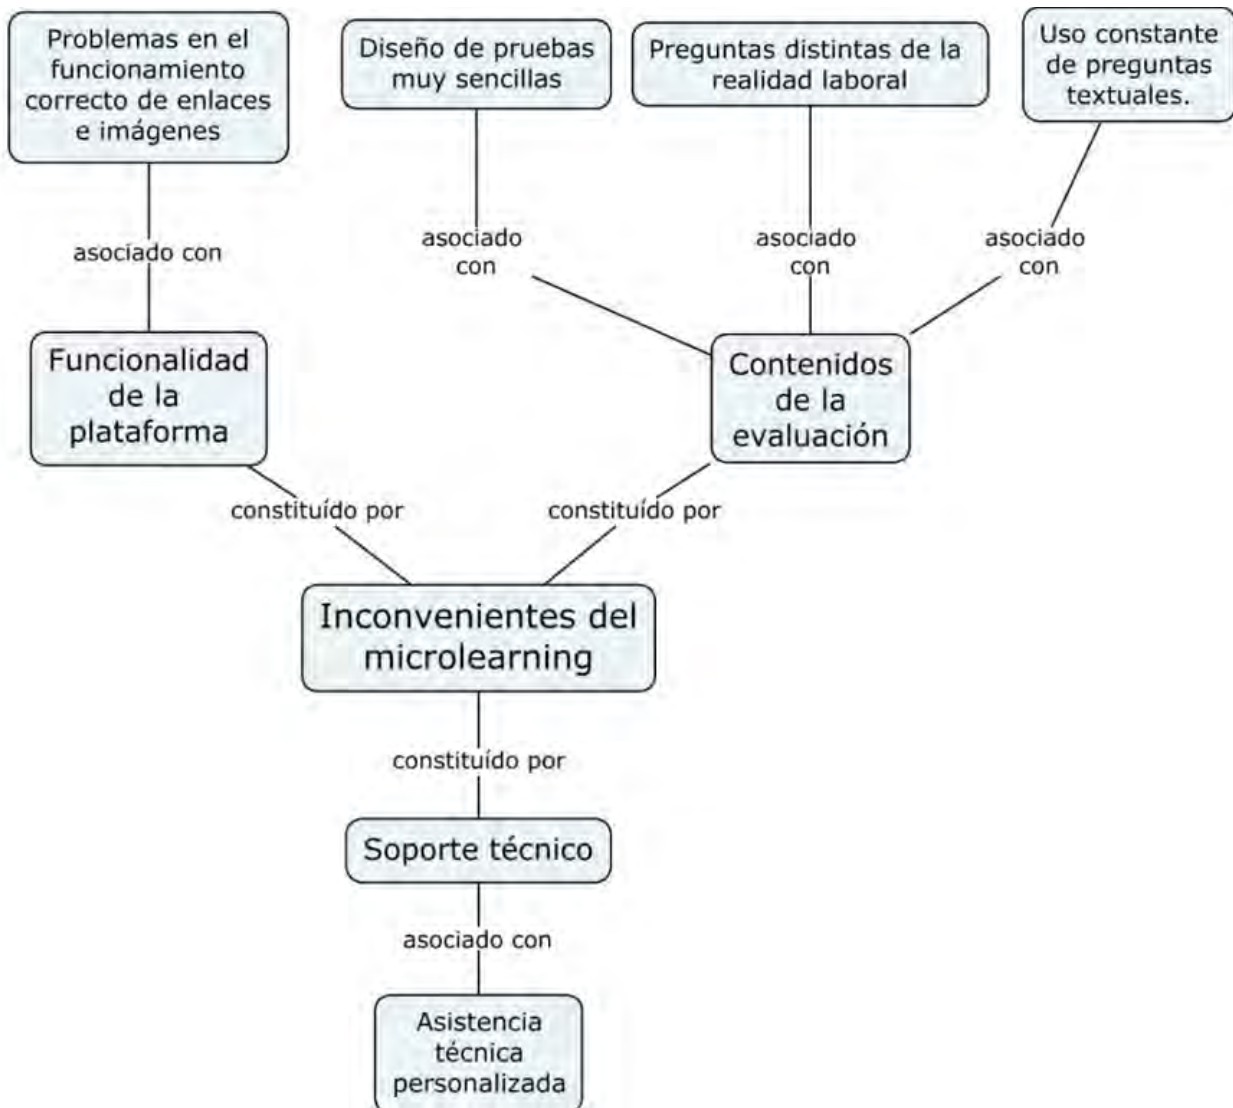 Problemas en el
funcionamiento
correcto de enlaces
e imágenes
Diseño de pruebas
muy sencillas
Preguntas distintas de la
realidad laboral
Uso constante
de preguntas
textuales.
asociado con
asociado
con
asociado
con
asociado
con
Funcionalidad
de la
plataforma
Contenidos
de la
evaluación
constituído por
constituído por
Inconvenientes del
microlearning
constituído por
Soporte técnico
asociado con
Asistencia
técnica
personalizada